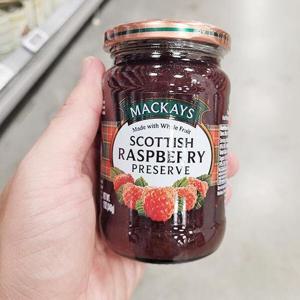 MACKAYS
Made with Whole Fruit
SCOTTISH
RASPBERRY
PRESERVE